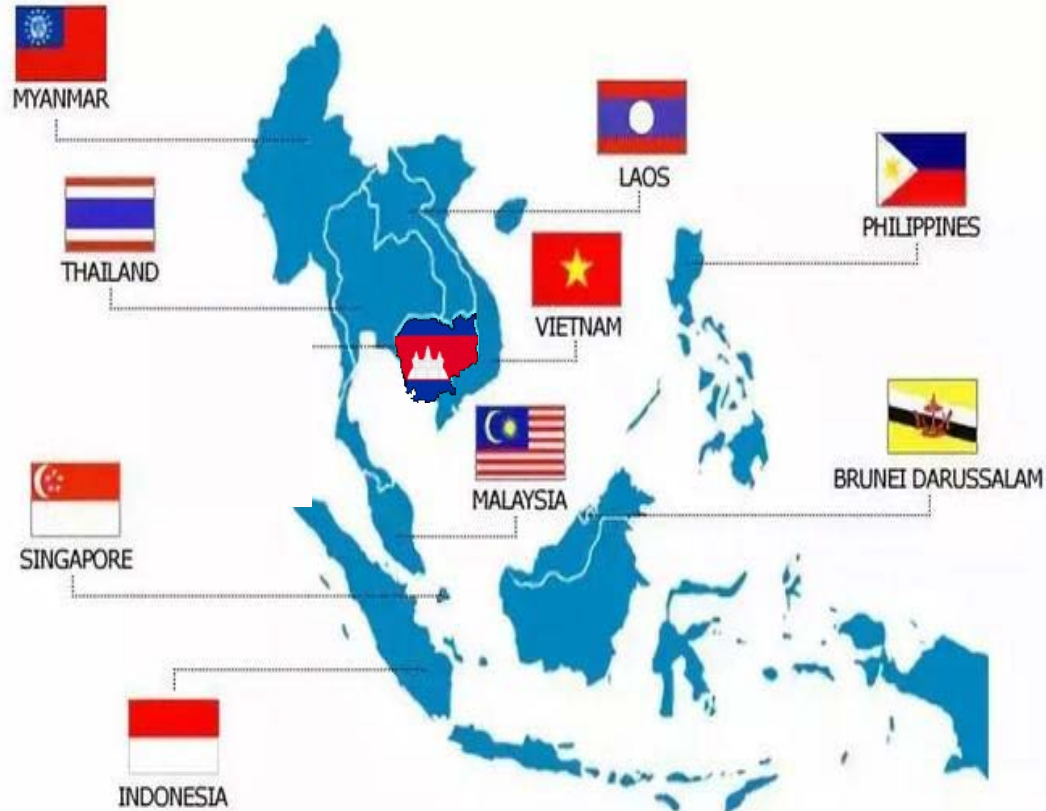 MYANMAR
LAOS
PHILIPPINES
THAILAND
VIETNAM
MALAYSIA
BRUNEI DARUSSALAM
SINGAPORE
INDONESIA